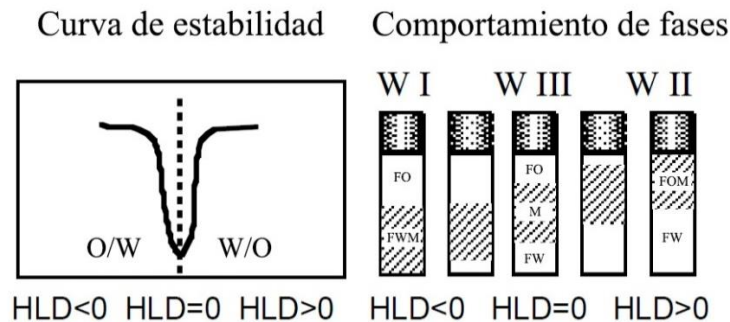 Curva de estabilidad Comportamiento de fases
W I W III W II
FO FO FOM
FWM M FW
FW
O/W W/O
HLD<0 HLD=0 HLD>0 HLD<0 HLD=0 HLD>0